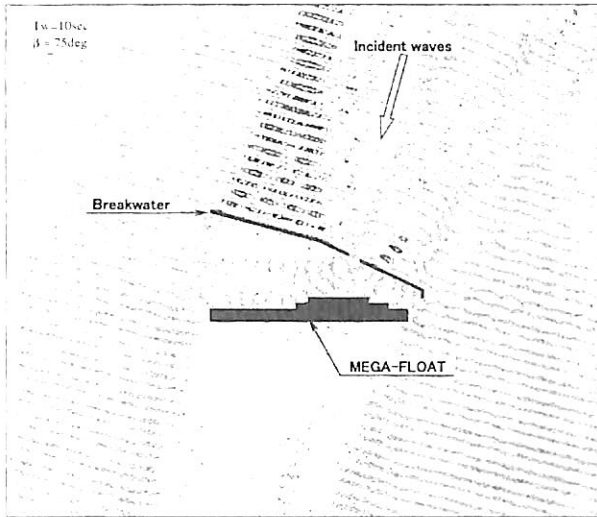 Tw=10sec
β = 75deg
Incident waves
Breakwater
MEGA-FLOAT